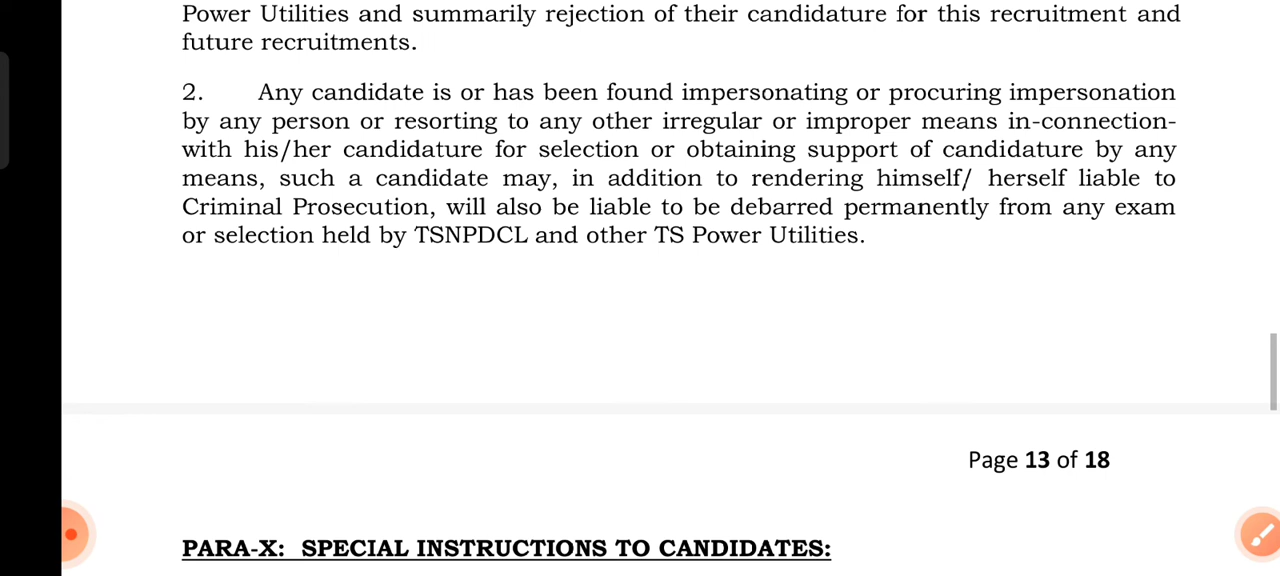 Power Utilities and summarily rejection of their candidature for this recruitment and
future recruitments.
2. Any candidate is or has been found impersonating or procuring impersonation
by any person or resorting to any other irregular or improper means in-connection-
with his/her candidature for selection or obtaining support of candidature by any
means, such a candidate may, in addition to rendering himself/ herself liable to
Criminal Prosecution, will also be liable to be debarred permanently from any exam
or selection held by TSNPDCL and other TS Power Utilities.
Page 13 of 18
PARA-X: SPECIAL INSTRUCTIONS TO CANDIDATES: